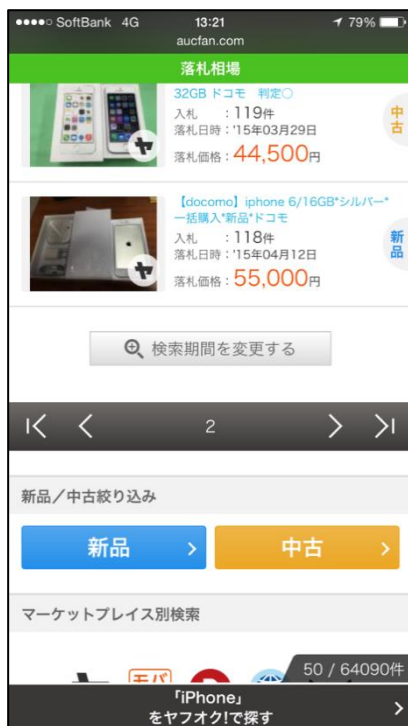 SoftBank 4G 13:21 79%
aucfan.com
落札相場
32GB ドコモ 判定○
入札 :119件
落札日時:'15年03月29日
落札価格:44,500円
中古
【docomo】iphone 6/16GB*シルバー*
一括購入*新品*ドコモ
入札 :118件
落札日時:'15年04月12日
落札価格:55,000円
新品
検索期間を変更する
2
新品/中古絞り込み
新品
中古
マーケットプレイス別検索
50 / 64090件
「iPhone」
をヤフオク!で探す